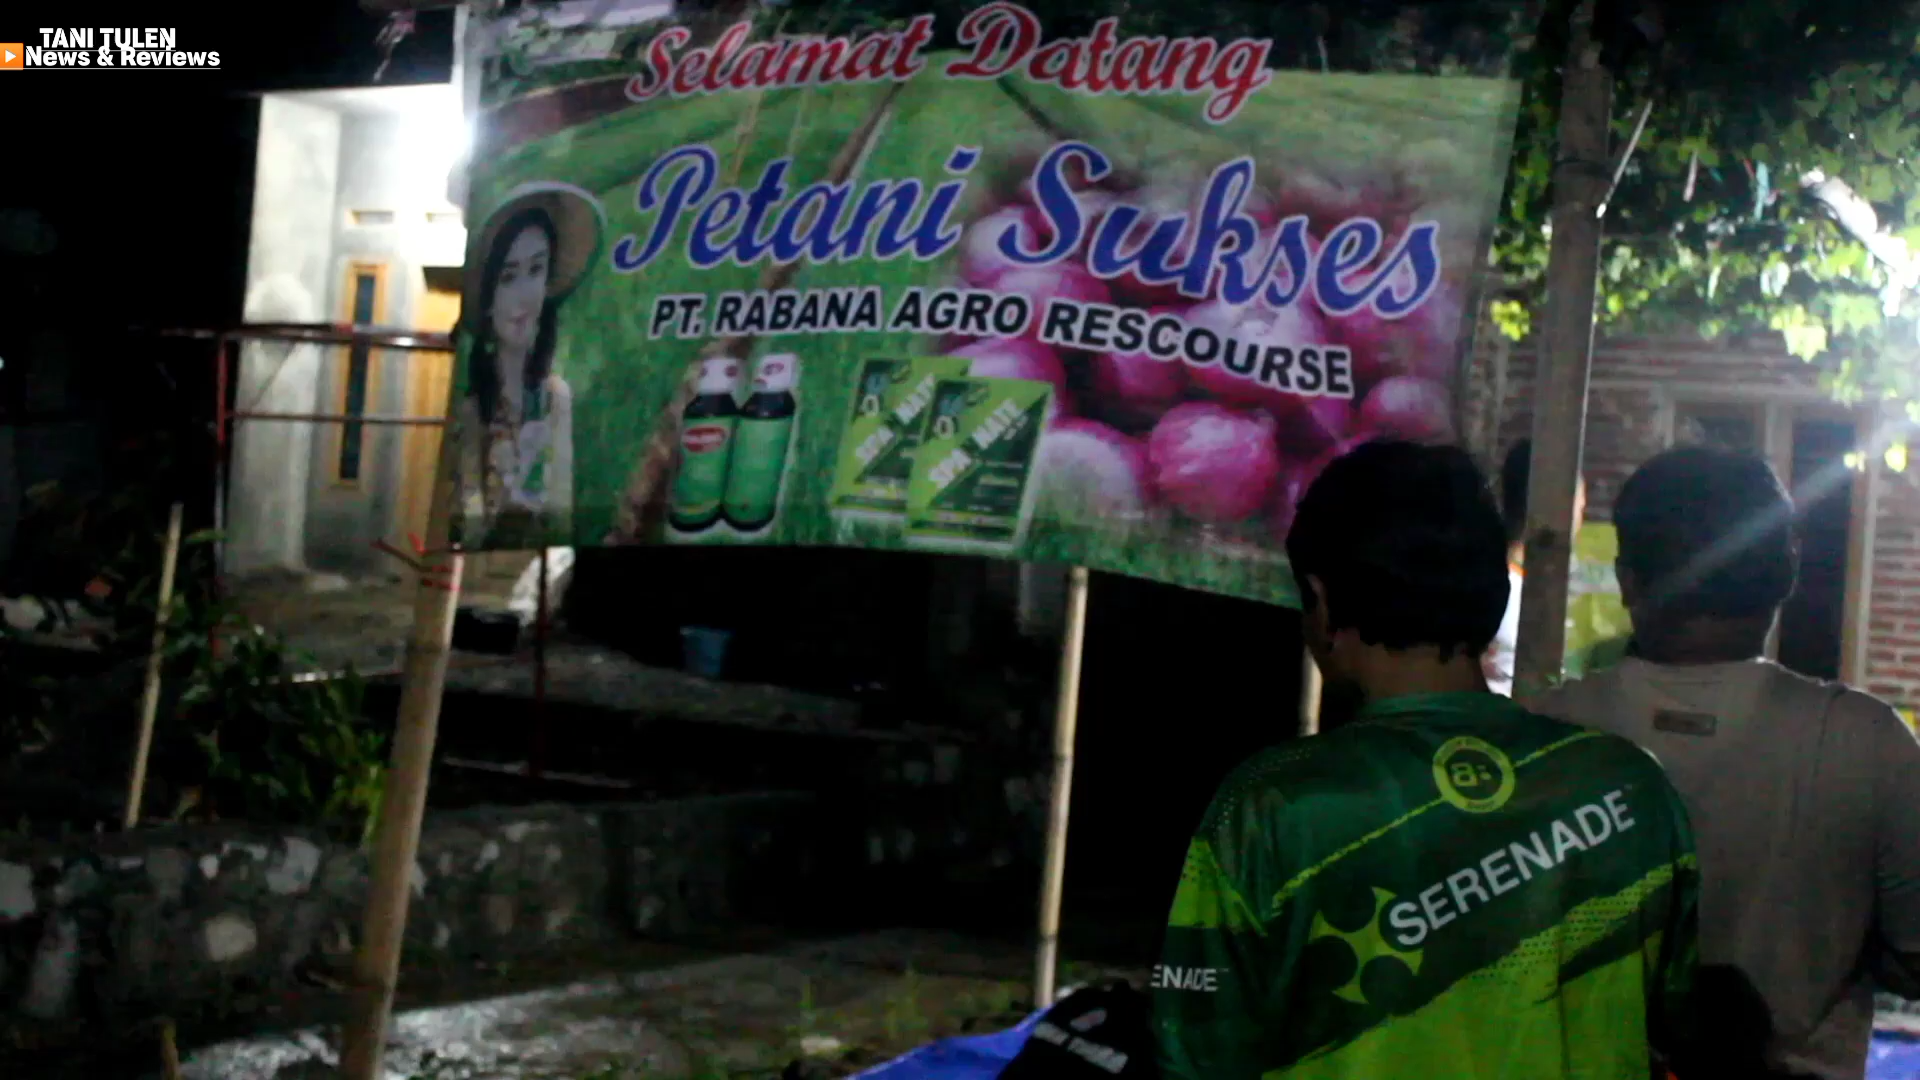 TANI TULEN
News & Reviews
Selamat Datang
Petani Sukses
PT. RABANA AGRO RESCOURSE
SERENADE
ENADE